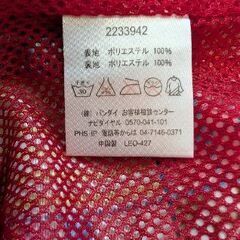 2233942
表地 ポリエステル 100%
裏地 ポリエステル 100%
(株)バンダイ お客様相談センター
ナビダイヤル 0570-041-101
PHS、IP 電話等からは 04-7146-0371
中国製 LEO-427